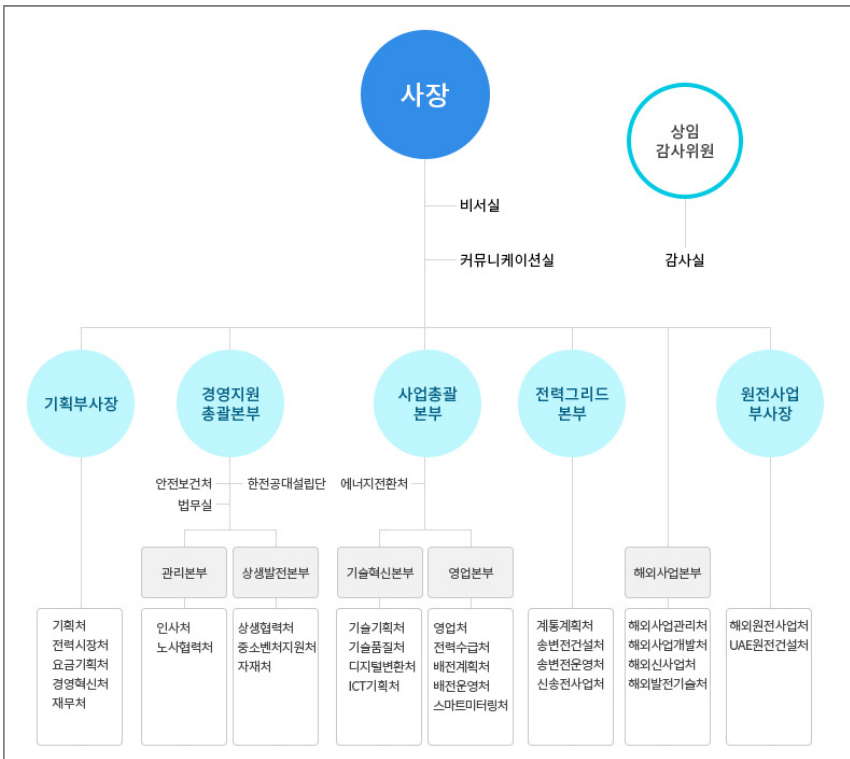 사장
상임
감사위원
비서실
커뮤니케이션실
감사실
기획부사장
경영지원
총괄본부
사업총괄
본부
전력그리드
본부
원전사업
부사장
안전보건처
한전공대설립단
법무실
에너지전환처
관리본부
상생발전본부
기술혁신본부
영업본부
해외사업본부
기획처
전력시장처
요금기획처
경영혁신처
재무처
인사처
노사협력처
상생협력처
중소벤처지원처
자재처
기술기획처
기술품질처
디지털변환처
ICT기획처
영업처
전력수급처
배전계획처
배전운영처
스마트미터링처
계통계획처
송변전건설처
송변전운영처
신송전사업처
해외사업관리처
해외사업개발처
해외신사업처
해외발전기술처
해외원전사업처
UAE원전건설처